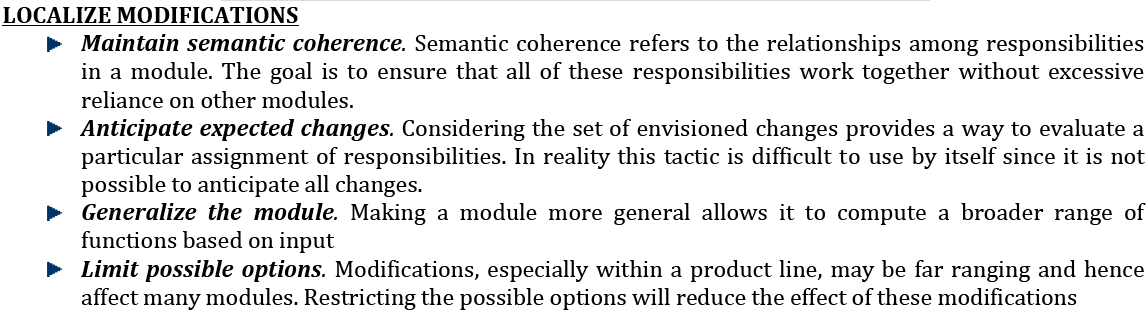 LOCALIZE MODIFICATIONS
Maintain semantic coherence. Semantic coherence refers to the relationships among responsibilities
in a module. The goal is to ensure that all of these responsibilities work together without excessive
reliance on other modules.
Anticipate expected changes. Considering the set of envisioned changes provides a way to evaluate a
particular assignment of responsibilities. In reality this tactic is difficult to use by itself since it is not
possible to anticipate all changes.
Generalize the module. Making a module more general allows it to compute a broader range of
functions based on input
Limit possible options. Modifications, especially within a product line, may be far ranging and hence
affect many modules. Restricting the possible options will reduce the effect of these modifications